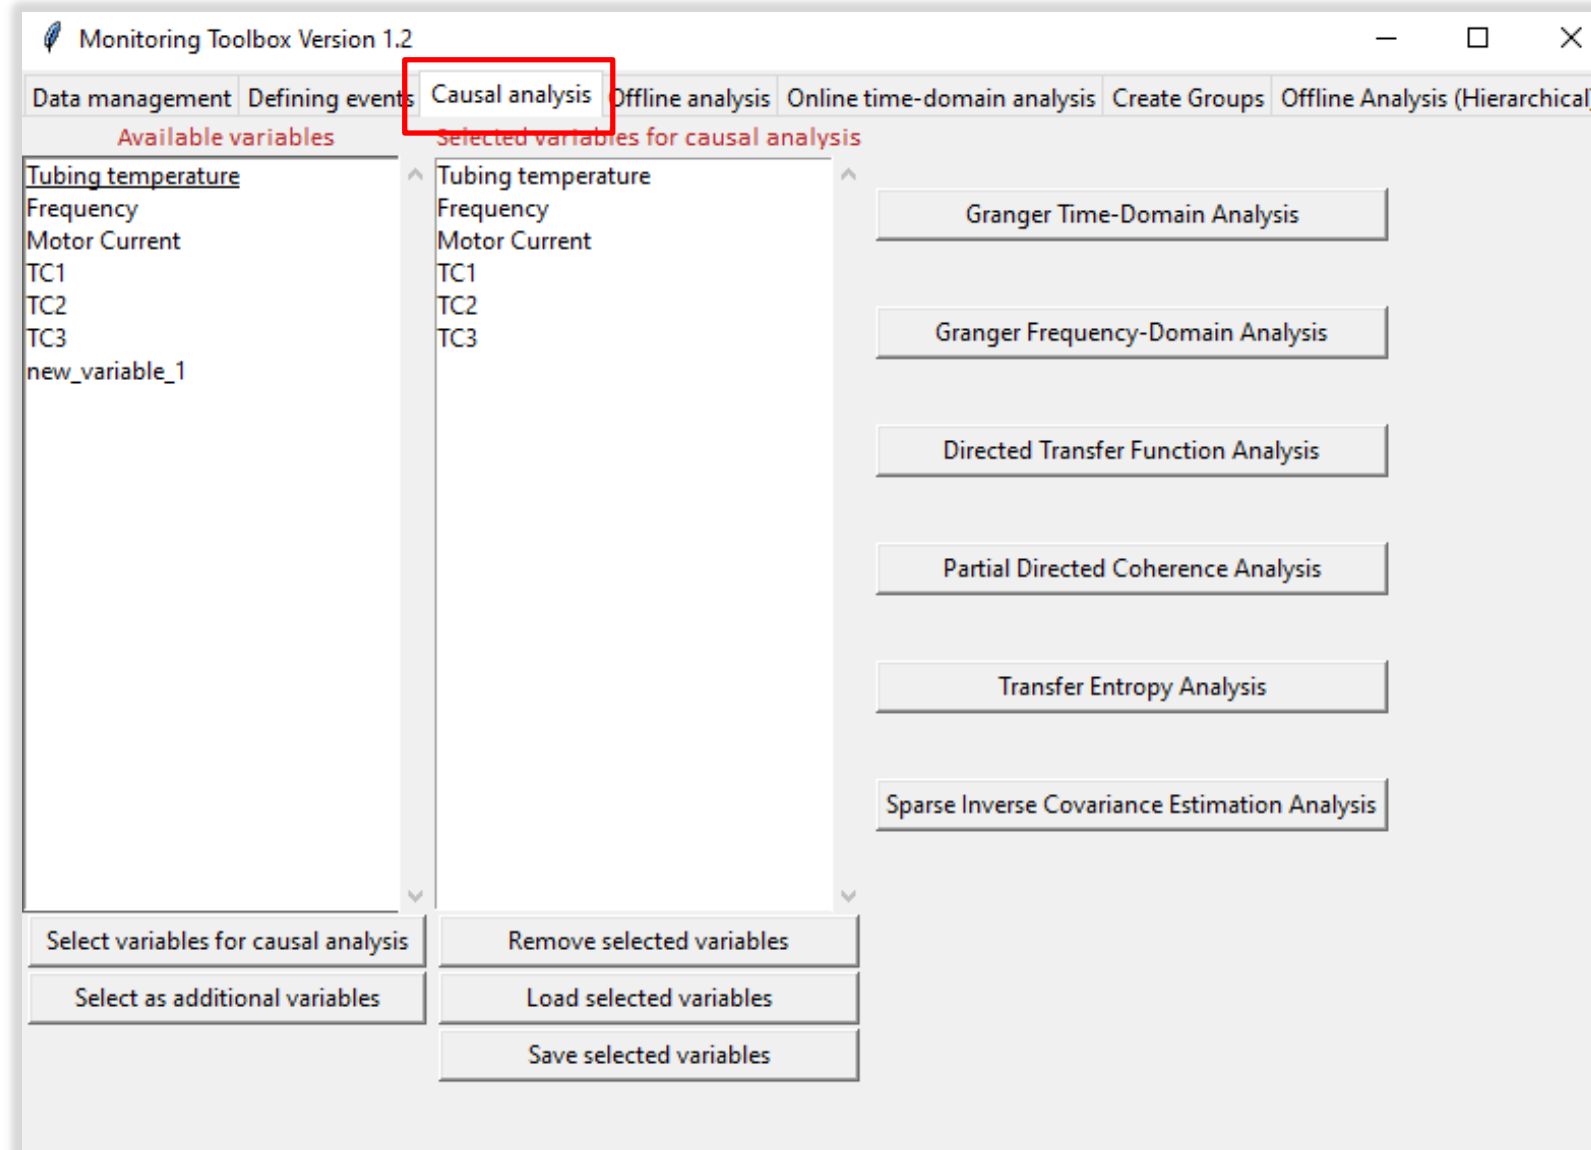 Monitoring Toolbox Version 1.2
Data management Defining events Causal analysis Offline analysis Online time-domain analysis Create Groups Offline Analysis (Hierarchical)
Available variables
Tubing temperature
Frequency
Motor Current
TC1
TC2
TC3
new_variable_1
Select variables for causal analysis
Select as additional variables
Selected variables for causal analysis
Tubing temperature
Frequency
Motor Current
TC1
TC2
TC3
Remove selected variables
Load selected variables
Save selected variables
Granger Time-Domain Analysis
Granger Frequency-Domain Analysis
Directed Transfer Function Analysis
Partial Directed Coherence Analysis
Transfer Entropy Analysis
Sparse Inverse Covariance Estimation Analysis